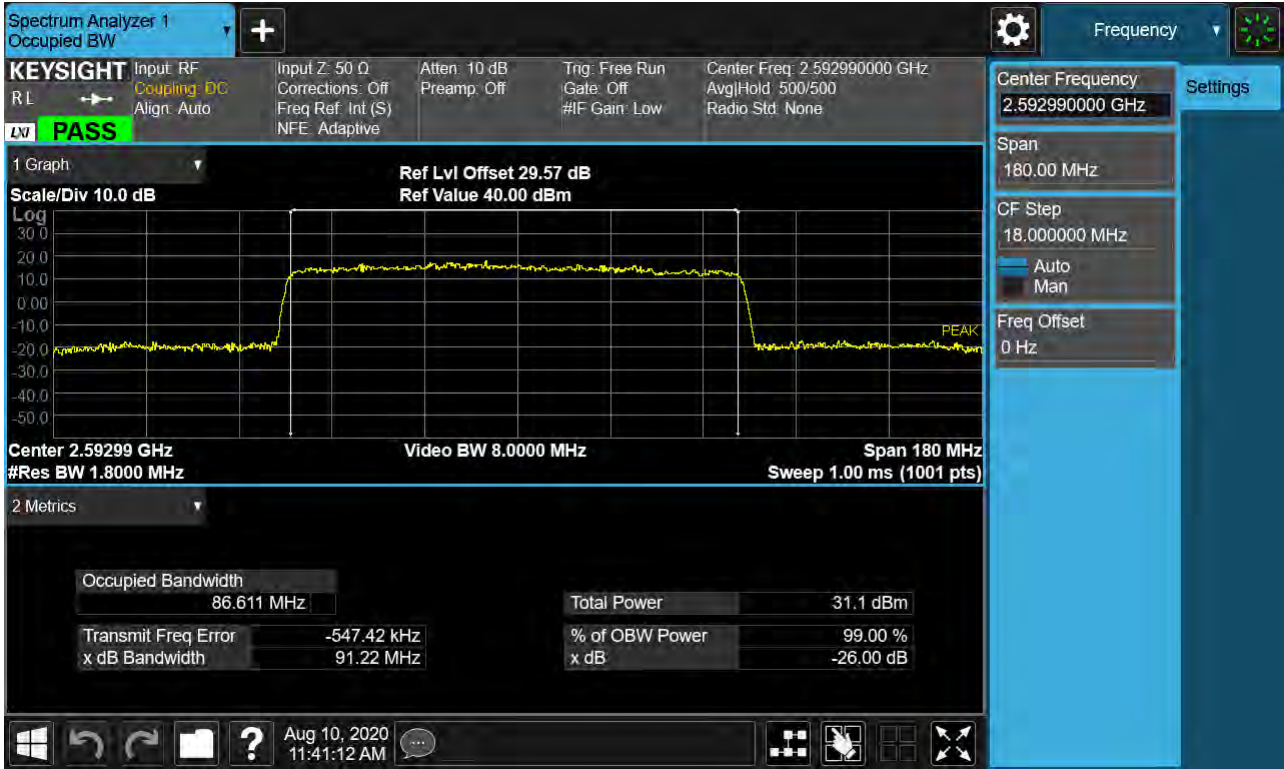 Spectrum Analyzer 1
Occupied BW
+
Frequency
KEYSIGHT
R L
LXI
PASS
Input: RF
Coupling: DC
Align: Auto
Input Z: 50 Ω
Corrections: Off
Freq Ref: Int (S)
NFE: Adaptive
Atten: 10 dB
Preamp: Off
Trig: Free Run
Gate: Off
#IF Gain: Low
Center Freq: 2.592990000 GHz
Avg|Hold: 500/500
Radio Std: None
Center Frequency
2.592990000 GHz
Settings
Span
180.00 MHz
CF Step
18.000000 MHz
Auto
Man
Freq Offset
0 Hz
1 Graph
Scale/Div 10.0 dB
Ref Lvl Offset 29.57 dB
Ref Value 40.00 dBm
Log
30.0
20.0
10.0
0.00
-10.0
-20.0
-30.0
-40.0
-50.0
PEAK
Center 2.59299 GHz
#Res BW 1.8000 MHz
Video BW 8.0000 MHz
Span 180 MHz
Sweep 1.00 ms (1001 pts)
2 Metrics
Occupied Bandwidth
86.611 MHz
Transmit Freq Error -547.42 kHz
x dB Bandwidth 91.22 MHz
Total Power 31.1 dBm
% of OBW Power 99.00 %
x dB -26.00 dB
?
Aug 10, 2020
11:41:12 AM